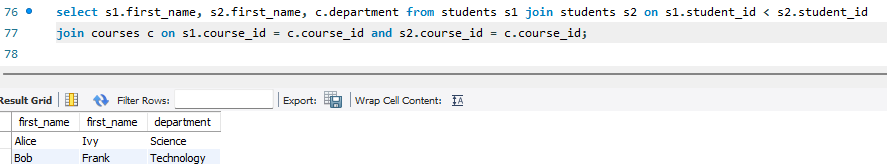 76 select s1.first_name, s2.first_name, c.department from students s1 join students s2 on s1.student_id < s2.student_id
77 join courses c on s1.course_id = c.course_id and s2.course_id = c.course_id;
78
Result Grid Filter Rows: Export: Wrap Cell Content:
first_name first_name department
Alice Ivy Science
Bob Frank Technology